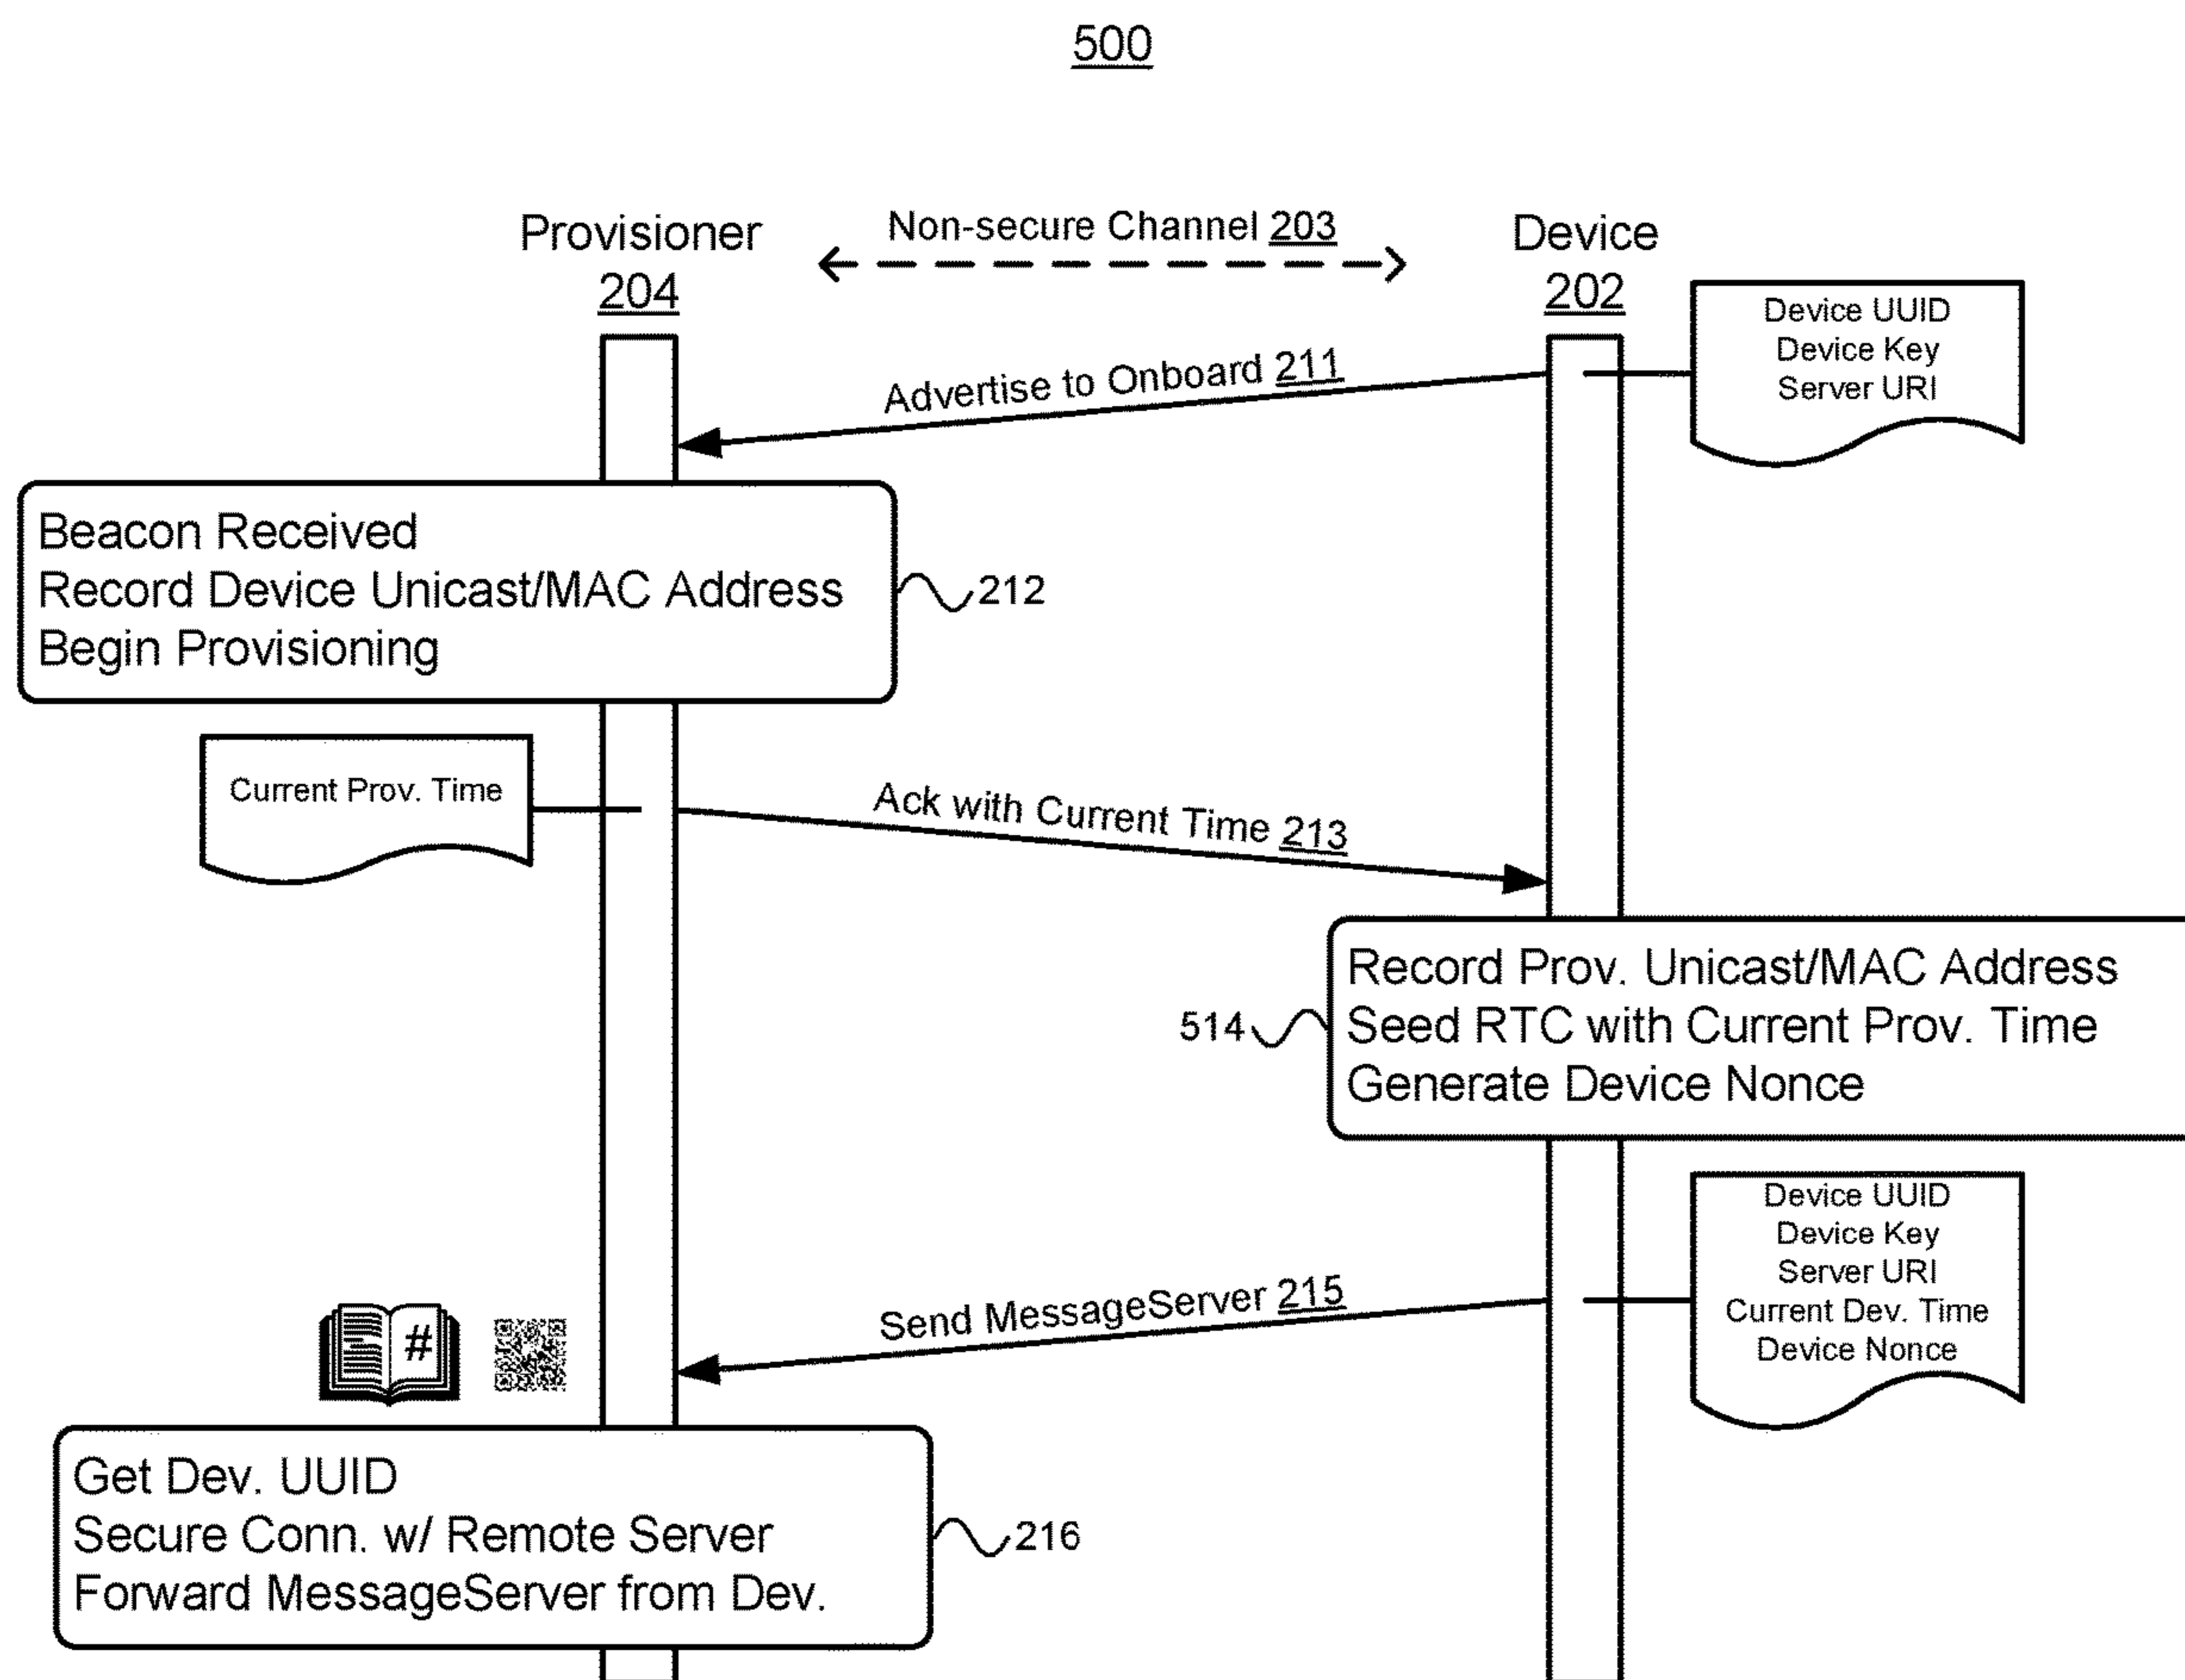 500
Provisioner
204
Non-secure Channel 203
Device
202
Device UUID
Device Key
Server URI
Advertise to Onboard 211
Beacon Received
Record Device Unicast/MAC Address
Begin Provisioning
212
Current Prov. Time
Ack with Current Time 213
Record Prov. Unicast/MAC Address
Seed RTC with Current Prov. Time
Generate Device Nonce
514
Device UUID
Device Key
Server URI
Current Dev. Time
Device Nonce
Send MessageServer 215
#
Get Dev. UUID
Secure Conn. w/ Remote Server
Forward MessageServer from Dev.
216